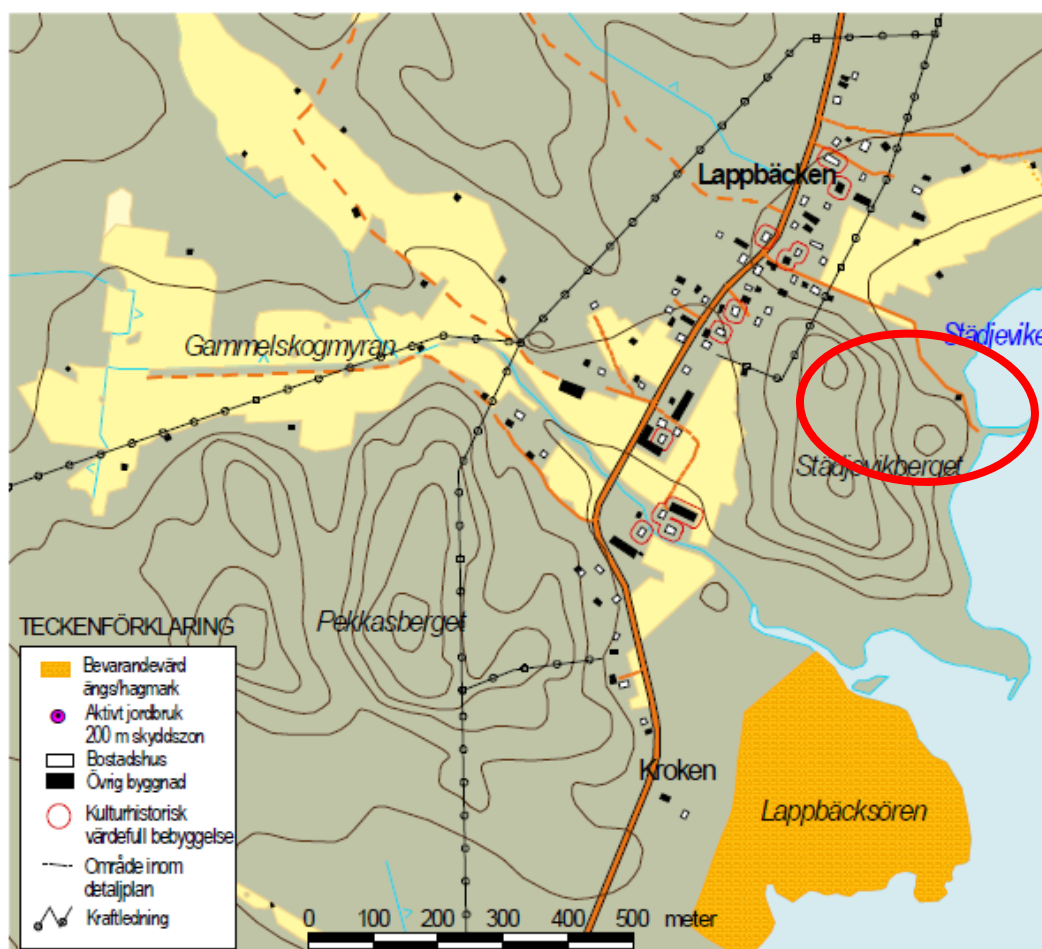 Lappbäcken
Städjevike
Gammelskogmyran
Städjevikberget
Pekkasberget
TECKENFÖRKLARING
Bevarandevärd
ängs/hagmark
Aktivt jordbruk
200 m skyddszon
Bostadshus
Övrig byggnad
Kulturhistorisk
värdefull bebyggelse
Område inom
detaljplan
Kraftledning
Kroken
Lappbäcksören
0 100 200 300 400 500 meter